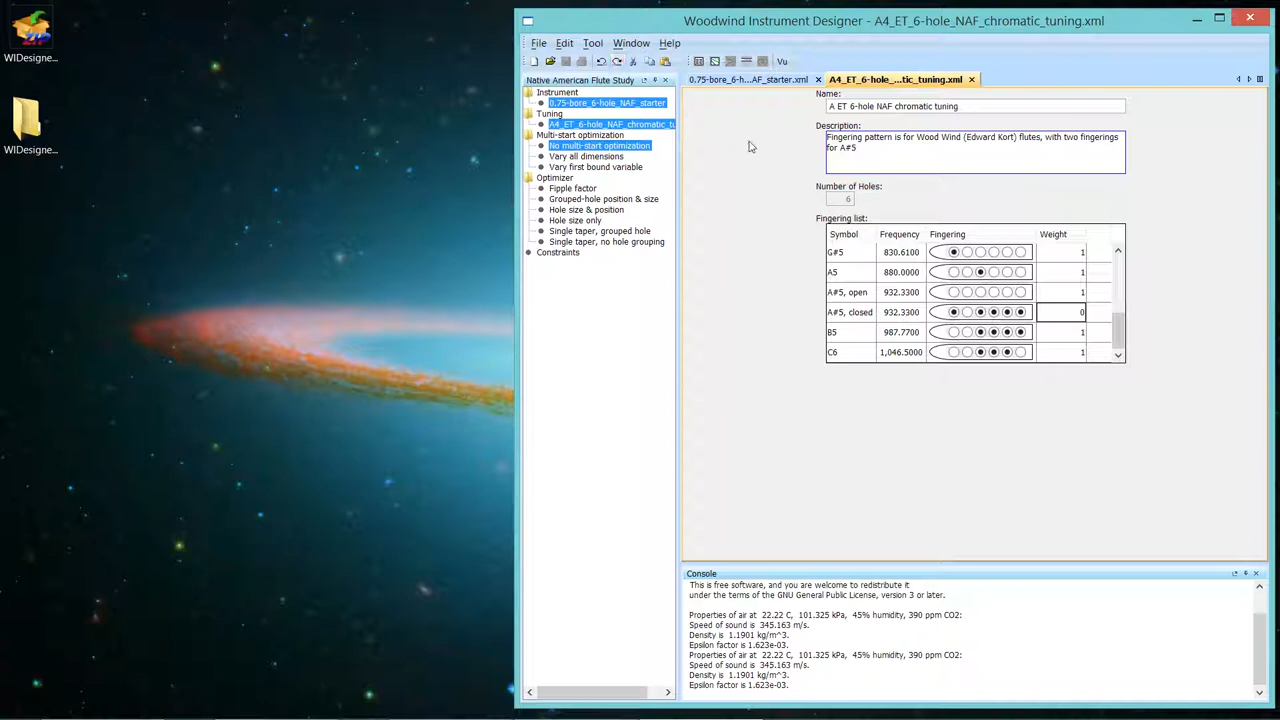 WIDesigne...
WIDesigne...
Woodwind Instrument Designer - A4_ET_6-hole_NAF_chromatic_tuning.xml
File Edit Tool Window Help
Vu
Native American Flute Study
Instrument
0.75-bore_6-hole_NAF_starter
Tuning
A4_ET_6-hole_NAF_chromatic_tu
Multi-start optimization
No multi-start optimization
Vary all dimensions
Vary first bound variable
Optimizer
Fipple factor
Grouped-hole position & size
Hole size & position
Hole size only
Single taper, grouped hole
Single taper, no hole grouping
Constraints
0.75-bore_6-h...AF_starter.xml
A4_ET_6-hole_...tic_tuning.xml
Name:
A ET 6-hole NAF chromatic tuning
Description:
Fingering pattern is for Wood Wind (Edward Kort) flutes, with two fingerings
for A#5
Number of Holes:
6
Fingering list:
Symbol Frequency Fingering Weight
G#5 830.6100 1
A5 880.0000 1
A#5, open 932.3300 1
A#5, closed 932.3300 0
B5 987.7700 1
C6 1,046.5000 1
Console
This is free software, and you are welcome to redistribute it
under the terms of the GNU General Public License, version 3 or later.
Properties of air at 22.22 C, 101.325 kPa, 45% humidity, 390 ppm CO2:
Speed of sound is 345.163 m/s.
Density is 1.1901 kg/m^3.
Epsilon factor is 1.623e-03.
Properties of air at 22.22 C, 101.325 kPa, 45% humidity, 390 ppm CO2:
Speed of sound is 345.163 m/s.
Density is 1.1901 kg/m^3.
Epsilon factor is 1.623e-03.